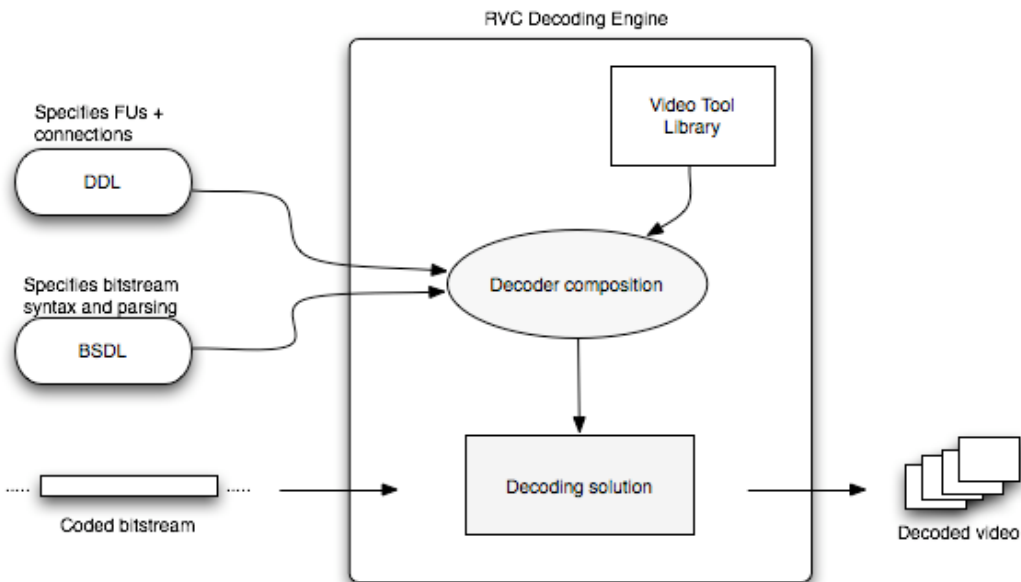 RVC Decoding Engine
Video Tool
Library
Specifies FUs +
connections
DDL
Decoder composition
Specifies bitstream
syntax and parsing
BSDL
Decoding solution
Coded bitstream
Decoded video